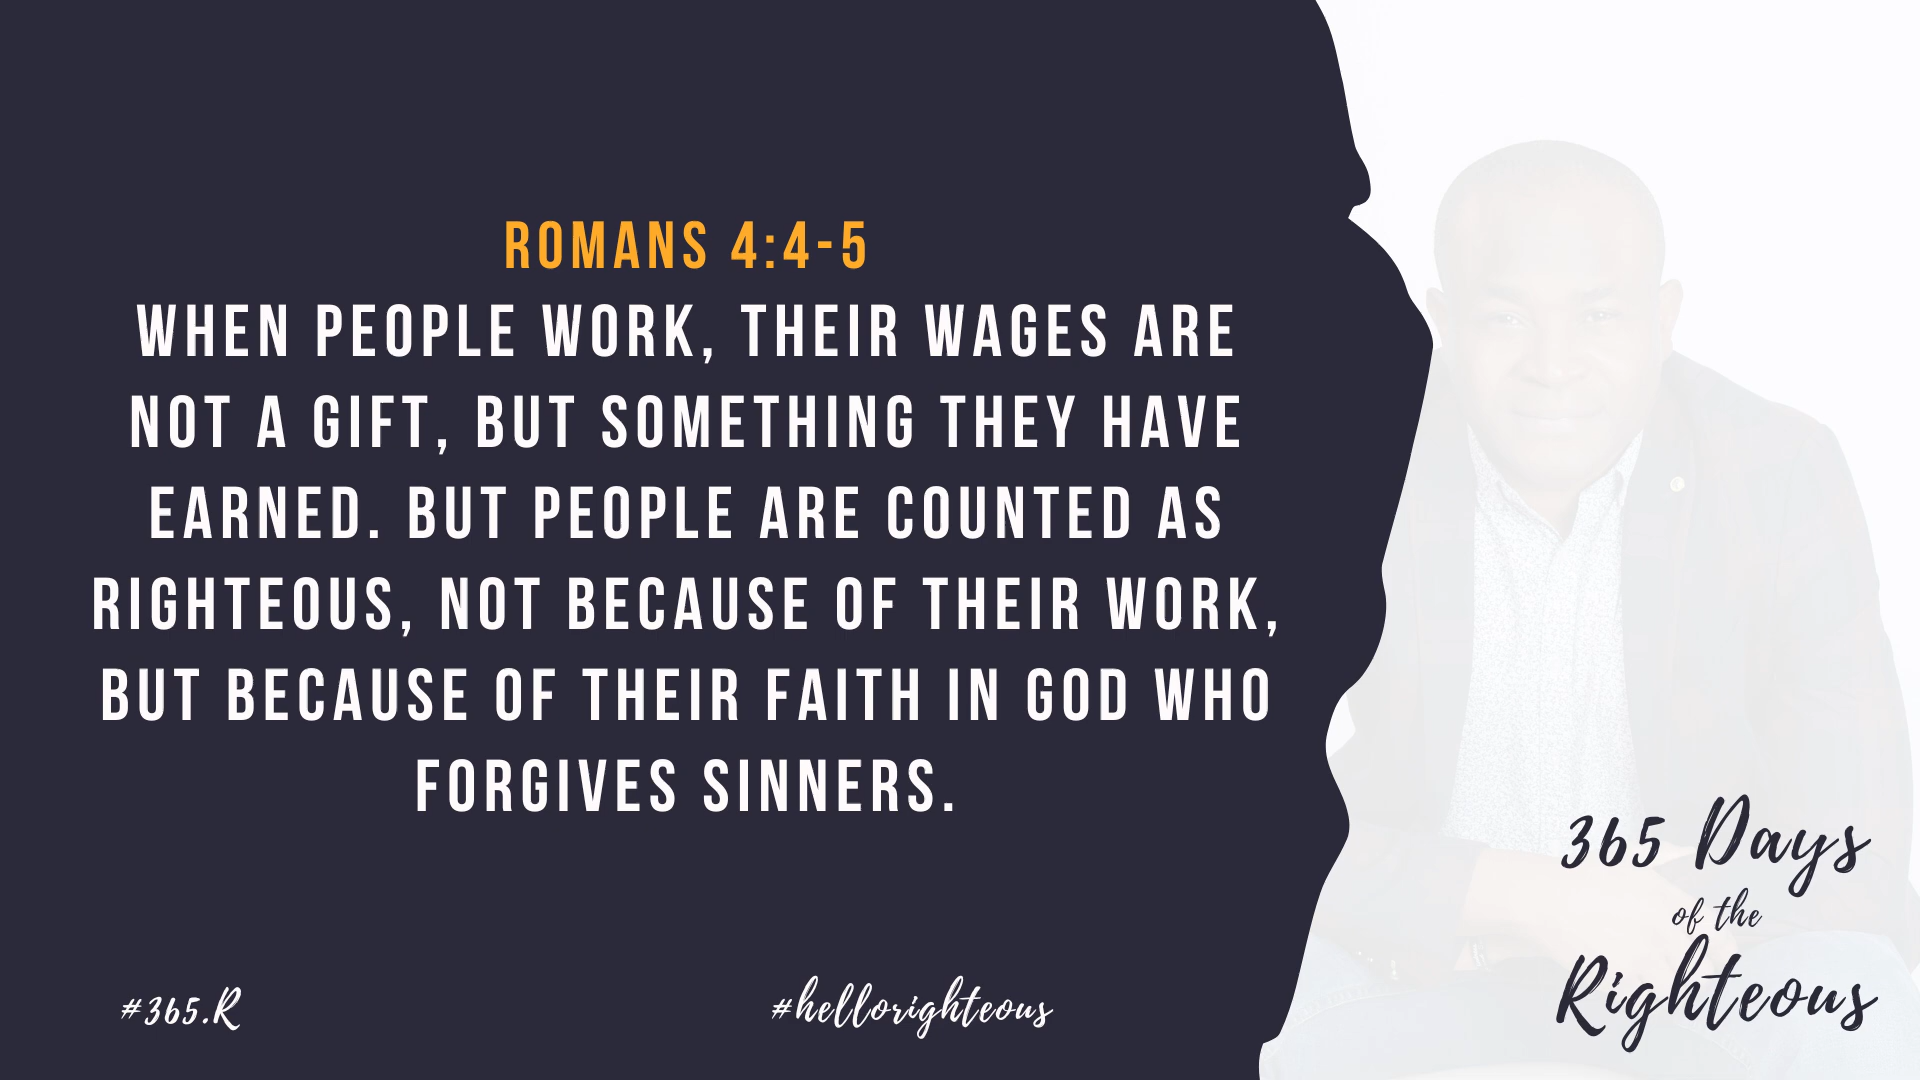 ROMANS 4:4-5
WHEN PEOPLE WORK, THEIR WAGES ARE
NOT A GIFT, BUT SOMETHING THEY HAVE
EARNED. BUT PEOPLE ARE COUNTED AS
RIGHTEOUS, NOT BECAUSE OF THEIR WORK,
BUT BECAUSE OF THEIR FAITH IN GOD WHO
FORGIVES SINNERS.
365 Days
of the
Righteous
#365.R
#hellorighteous